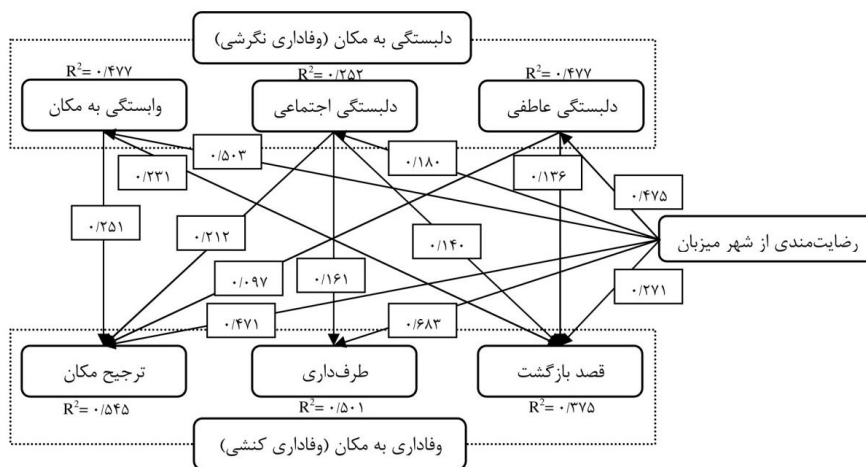 دلبستگی به مکان (وفاداری نگرشی)
R²= ۰/۴۷۷
R²= ۰/۲۵۲
R²= ۰/۴۷۷
دلبستگی عاطفی
دلبستگی اجتماعی
وابستگی به مکان
۰/۵۰۳
۰/۱۸۰
۰/۲۳۱
۰/۱۳۶
۰/۴۷۵
۰/۲۵۱
۰/۲۱۲
۰/۱۴۰
رضایت‌مندی از شهر میزبان
۰/۰۹۷
۰/۱۶۱
۰/۲۷۱
۰/۴۷۱
۰/۶۸۳
قصد بازگشت
طرف‌داری
ترجیح مکان
R²= ۰/۵۴۵
R²= ۰/۵۰۱
R²= ۰/۳۷۵
وفاداری به مکان (وفاداری کنشی)